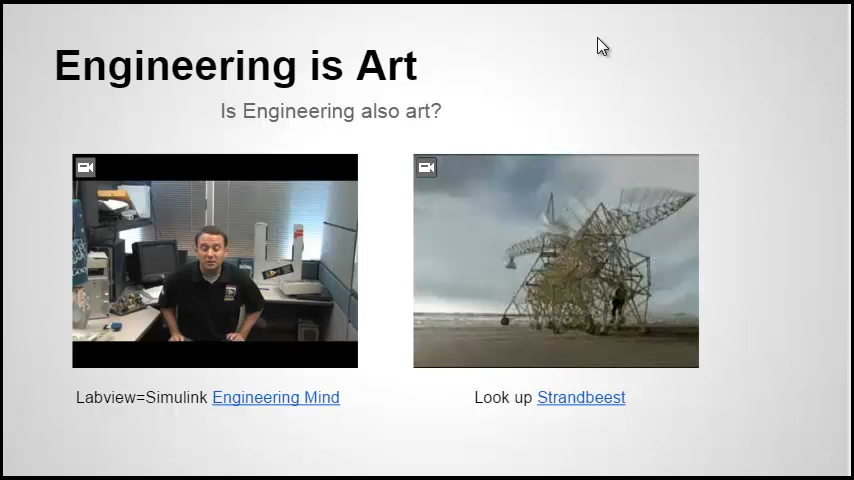 Engineering is Art
Is Engineering also art?
Labview=Simulink Engineering Mind
Look up Strandbeest